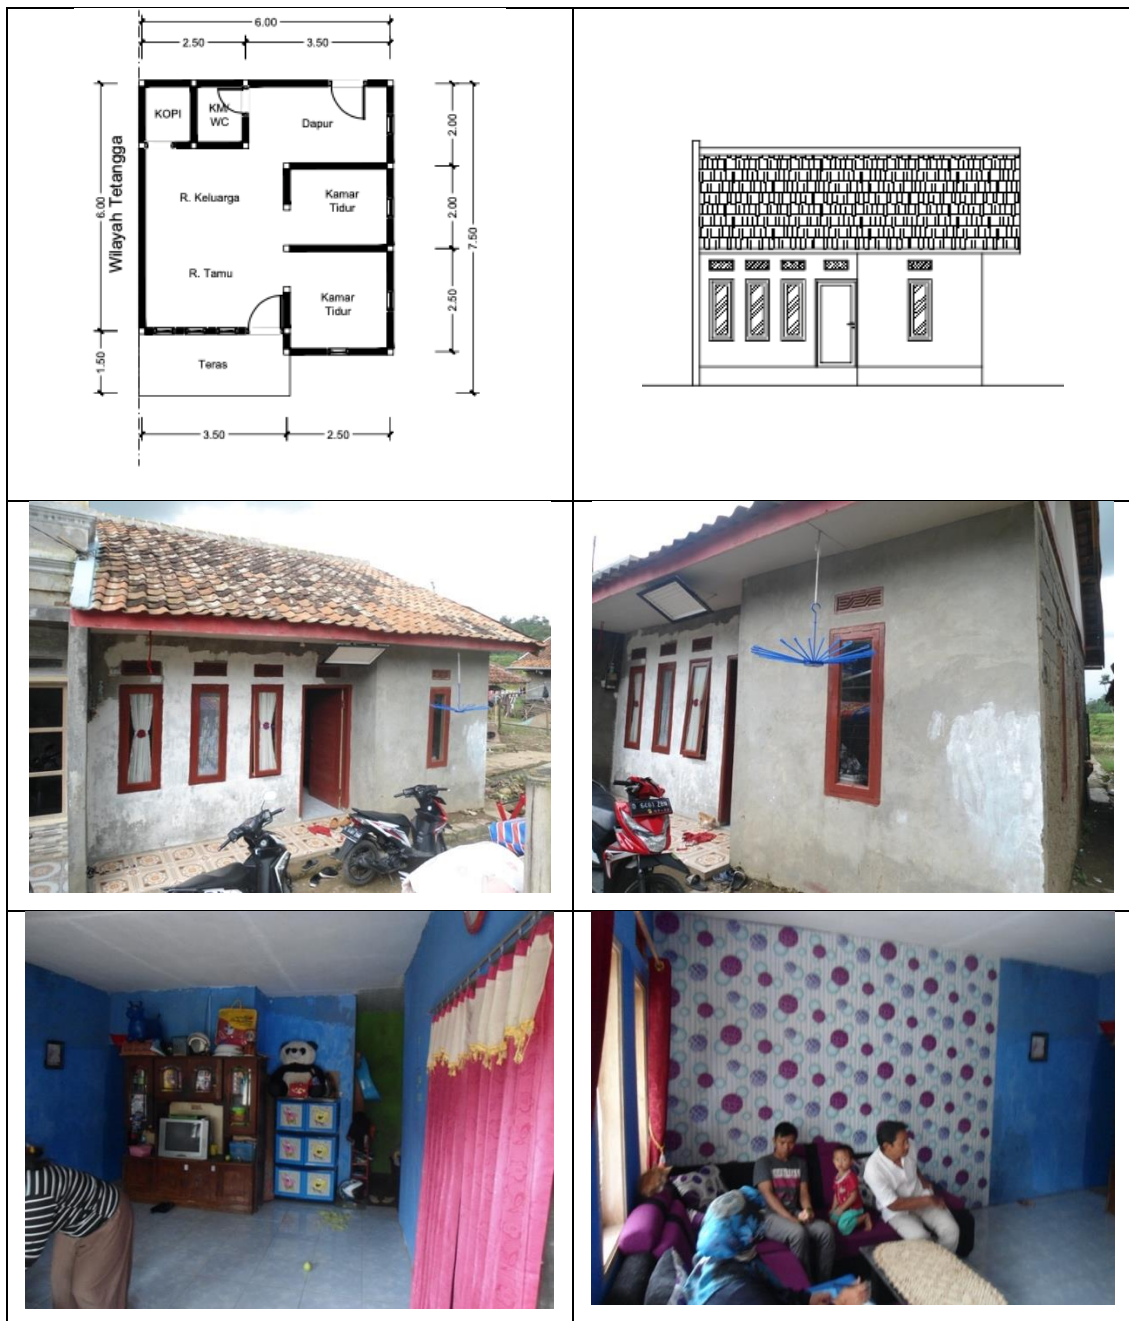 6.00
2.50
3.50
KOPI
KM/
WC
Dapur
2.00
Wilayah Tetangga
6.00
R. Keluarga
Kamar
Tidur
2.00
7.50
R. Tamu
Kamar
Tidur
2.50
Teras
1.50
3.50
2.50